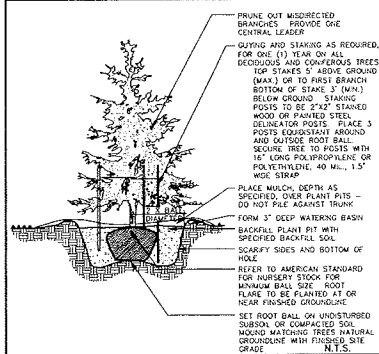 PRUNE OUT MISDIRECTED
BRANCHES PROVIDE ONE
CENTRAL LEADER
GUYING AND STAKING AS REQUIRED,
FOR ONE (1) YEAR ON ALL
DECIDUOUS AND CONIFEROUS TREES
TOP STAKES 5' ABOVE GROUND
(MAX.) OR TO FIRST BRANCH
BOTTOM OF STAKE 3' (MIN.)
BELOW GROUND STAKING
POSTS TO BE 2"X2" STAINED
WOOD OR PAINTED STEEL
DELINEATOR POSTS. PLACE 3
POSTS EQUIDISTANT AROUND
AND OUTSIDE ROOT BALL.
SECURE TREE TO POSTS WITH
16" LONG POLYPROPYLENE OR
POLYETHYLENE, 40 MIL., 1.5"
WIDE STRAP
PLACE MULCH, DEPTH AS
SPECIFIED, OVER PLANT PITS -
DO NOT PILE AGAINST TRUNK
2 X BALL
DIAMETER
FORM 3" DEEP WATERING BASIN
BACKFILL PLANT PIT WITH
SPECIFIED BACKFILL SOIL
SCARIFY SIDES AND BOTTOM OF
HOLE
REFER TO AMERICAN STANDARD
FOR NURSERY STOCK FOR
MINIMUM BALL SIZE ROOT
FLARE TO BE PLANTED AT OR
NEAR FINISHED GROUNDLINE
SET ROOT BALL ON UNDISTURBED
SUBSOIL OR COMPACTED SOIL
MOUND MATCHING TREES NATURAL
GROUNDLINE WITH FINISHED SITE
GRADE N.T.S.